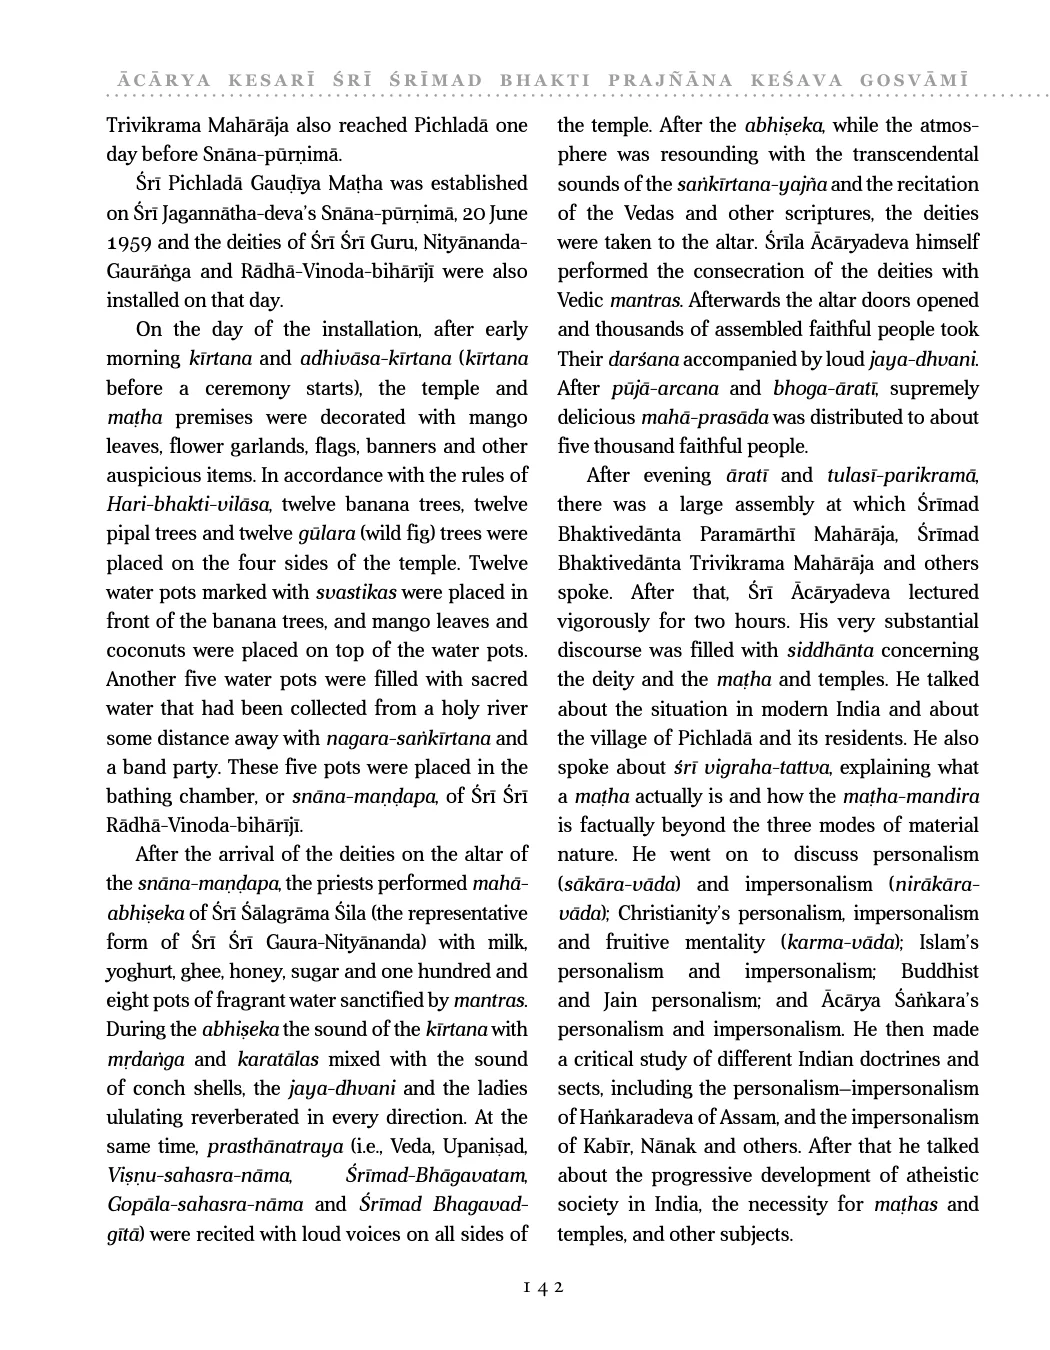 ĀCĀRYA KESARĪ ŚRĪ ŚRĪMAD BHAKTI PRAJÑĀNA KEŚAVA GOSVĀMĪ
Trivikrama Mahārāja also reached Pichladā one
day before Snāna-pūrṇimā.
Śrī Pichladā Gauḍīya Maṭha was established
on Śrī Jagannātha-deva’s Snāna-pūrṇimā, 20 June
1959 and the deities of Śrī Śrī Guru, Nityānanda-
Gaurāṅga and Rādhā-Vinoda-bihārījī were also
installed on that day.
On the day of the installation, after early
morning kīrtana and adhivāsa-kīrtana (kīrtana
before a ceremony starts), the temple and
maṭha premises were decorated with mango
leaves, flower garlands, flags, banners and other
auspicious items. In accordance with the rules of
Hari-bhakti-vilāsa, twelve banana trees, twelve
pipal trees and twelve gūlara (wild fig) trees were
placed on the four sides of the temple. Twelve
water pots marked with svastikas were placed in
front of the banana trees, and mango leaves and
coconuts were placed on top of the water pots.
Another five water pots were filled with sacred
water that had been collected from a holy river
some distance away with nagara-saṅkīrtana and
a band party. These five pots were placed in the
bathing chamber, or snāna-maṇḍapa, of Śrī Śrī
Rādhā-Vinoda-bihārījī.
After the arrival of the deities on the altar of
the snāna-maṇḍapa, the priests performed mahā-
abhiṣeka of Śrī Śālagrāma Śila (the representative
form of Śrī Śrī Gaura-Nityānanda) with milk,
yoghurt, ghee, honey, sugar and one hundred and
eight pots of fragrant water sanctified by mantras.
During the abhiṣeka the sound of the kīrtana with
mṛdaṅga and karatālas mixed with the sound
of conch shells, the jaya-dhvani and the ladies
ululating reverberated in every direction. At the
same time, prasthānatraya (i.e., Veda, Upaniṣad,
Viṣṇu-sahasra-nāma, Śrīmad-Bhāgavatam,
Gopāla-sahasra-nāma and Śrīmad Bhagavad-
gītā) were recited with loud voices on all sides of
the temple. After the abhiṣeka, while the atmos-
phere was resounding with the transcendental
sounds of the saṅkīrtana-yajña and the recitation
of the Vedas and other scriptures, the deities
were taken to the altar. Śrīla Ācāryadeva himself
performed the consecration of the deities with
Vedic mantras. Afterwards the altar doors opened
and thousands of assembled faithful people took
Their darśana accompanied by loud jaya-dhvani.
After pūjā-arcana and bhoga-āratī, supremely
delicious mahā-prasāda was distributed to about
five thousand faithful people.
After evening āratī and tulasī-parikramā,
there was a large assembly at which Śrīmad
Bhaktivedānta Paramārthī Mahārāja, Śrīmad
Bhaktivedānta Trivikrama Mahārāja and others
spoke. After that, Śrī Ācāryadeva lectured
vigorously for two hours. His very substantial
discourse was filled with siddhānta concerning
the deity and the maṭha and temples. He talked
about the situation in modern India and about
the village of Pichladā and its residents. He also
spoke about śrī vigraha-tattva, explaining what
a maṭha actually is and how the maṭha-mandira
is factually beyond the three modes of material
nature. He went on to discuss personalism
(sākāra-vāda) and impersonalism (nirākāra-
vāda); Christianity’s personalism, impersonalism
and fruitive mentality (karma-vāda); Islam’s
personalism and impersonalism; Buddhist
and Jain personalism; and Ācārya Śaṅkara’s
personalism and impersonalism. He then made
a critical study of different Indian doctrines and
sects, including the personalism–impersonalism
of Haṅkaradeva of Assam, and the impersonalism
of Kabīr, Nānak and others. After that he talked
about the progressive development of atheistic
society in India, the necessity for maṭhas and
temples, and other subjects.
142